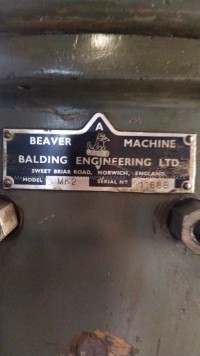 A
BEAVER MACHINE
BALDING ENGINEERING LTD
SWEET BRIAR ROAD, NORWICH, ENGLAND.
MODEL MK2 SERIAL Nº